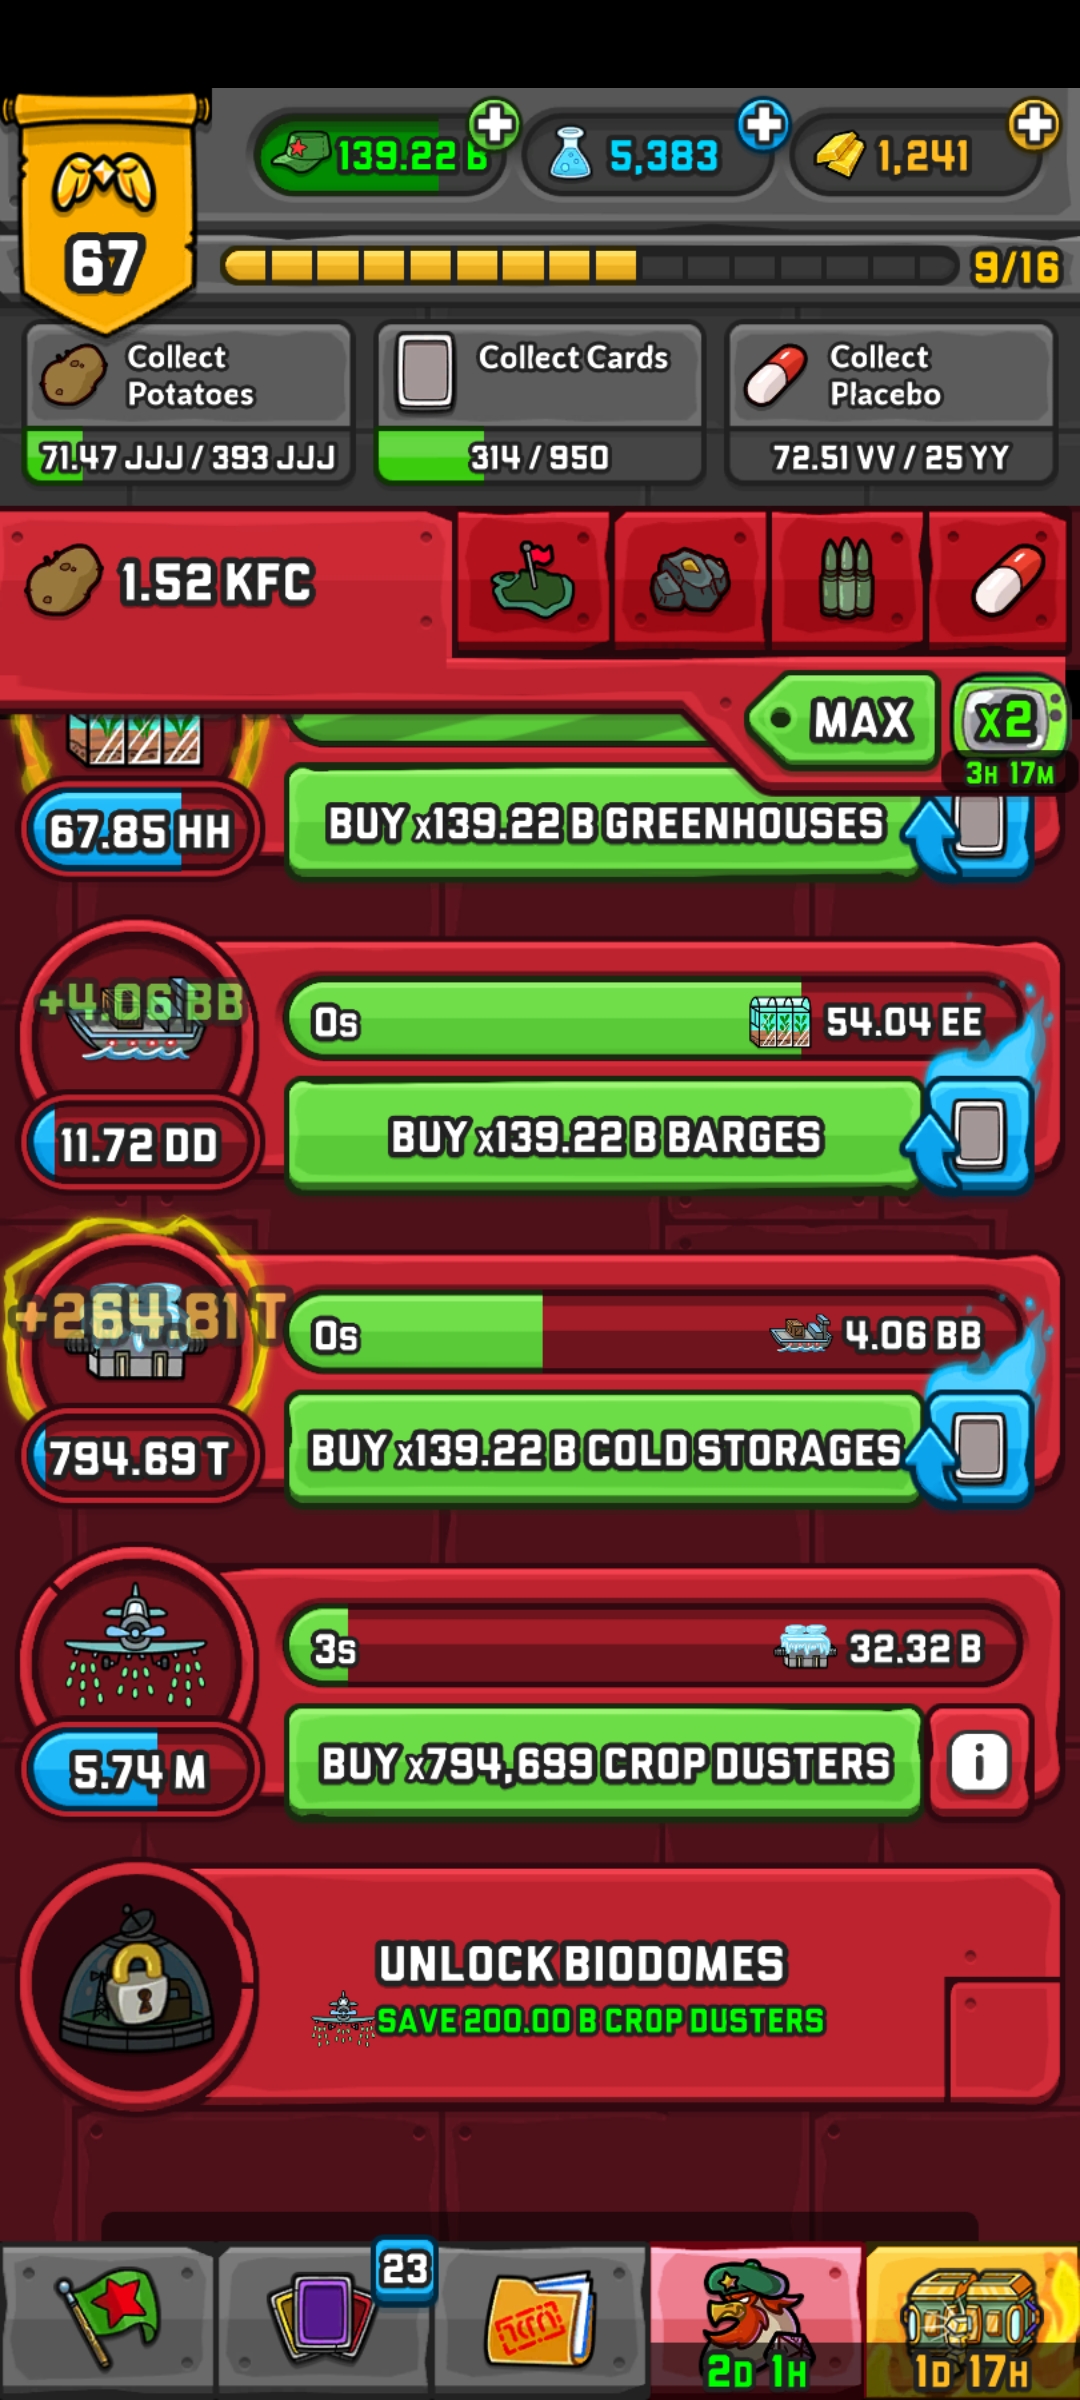 139.22 B
5,383
1,241
67
9/16
Collect
Potatoes
71.47 JJJ / 393 JJJ
Collect Cards
314 / 950
Collect
Placebo
72.51 VV / 25 YY
1.52 KFC
MAX
x2
3H 17M
67.85 HH
BUY x139.22 B GREENHOUSES
+4.06 BB
0s
54.04 EE
11.72 DD
BUY x139.22 B BARGES
+264.81 T
0s
4.06 BB
794.69 T
BUY x139.22 B COLD STORAGES
3s
32.32 B
5.74 M
BUY x794,699 CROP DUSTERS
i
UNLOCK BIODOMES
SAVE 200.00 B CROP DUSTERS
23
2D 1H
1D 17H